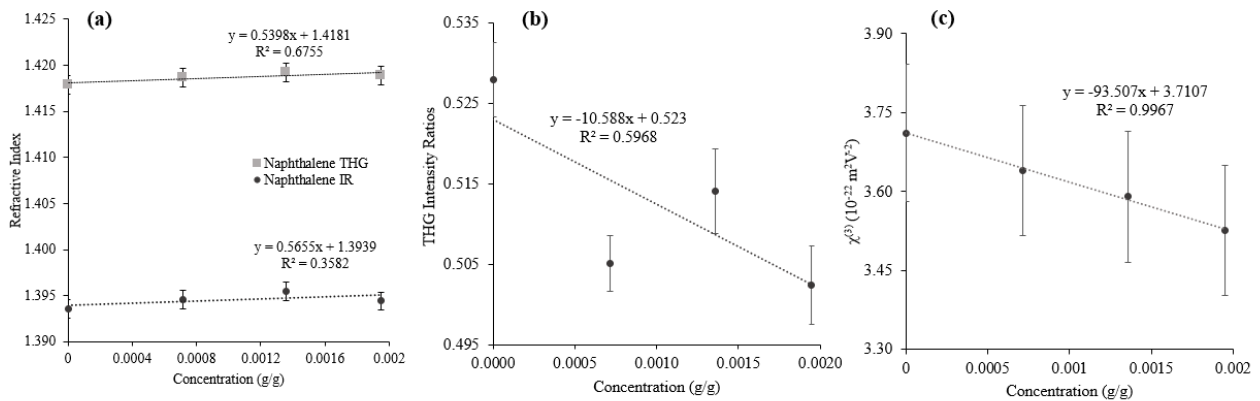 (a)
1.425
1.420
1.415
1.410
1.405
1.400
1.395
1.390
Refractive Index
y = 0.5398x + 1.4181
R² = 0.6755
Naphthalene THG
Naphthalene IR
y = 0.5655x + 1.3939
R² = 0.3582
0 0.0004 0.0008 0.0012 0.0016 0.002
Concentration (g/g)
(b)
0.535
0.525
0.515
0.505
0.495
THG Intensity Ratios
y = -10.588x + 0.523
R² = 0.5968
0.0000 0.0005 0.0010 0.0015 0.0020
Concentration (g/g)
(c)
3.90
3.75
3.60
3.45
3.30
χ⁽³⁾ (10⁻²² m²V⁻²)
y = -93.507x + 3.7107
R² = 0.9967
0 0.0005 0.001 0.0015 0.002
Concentration (g/g)